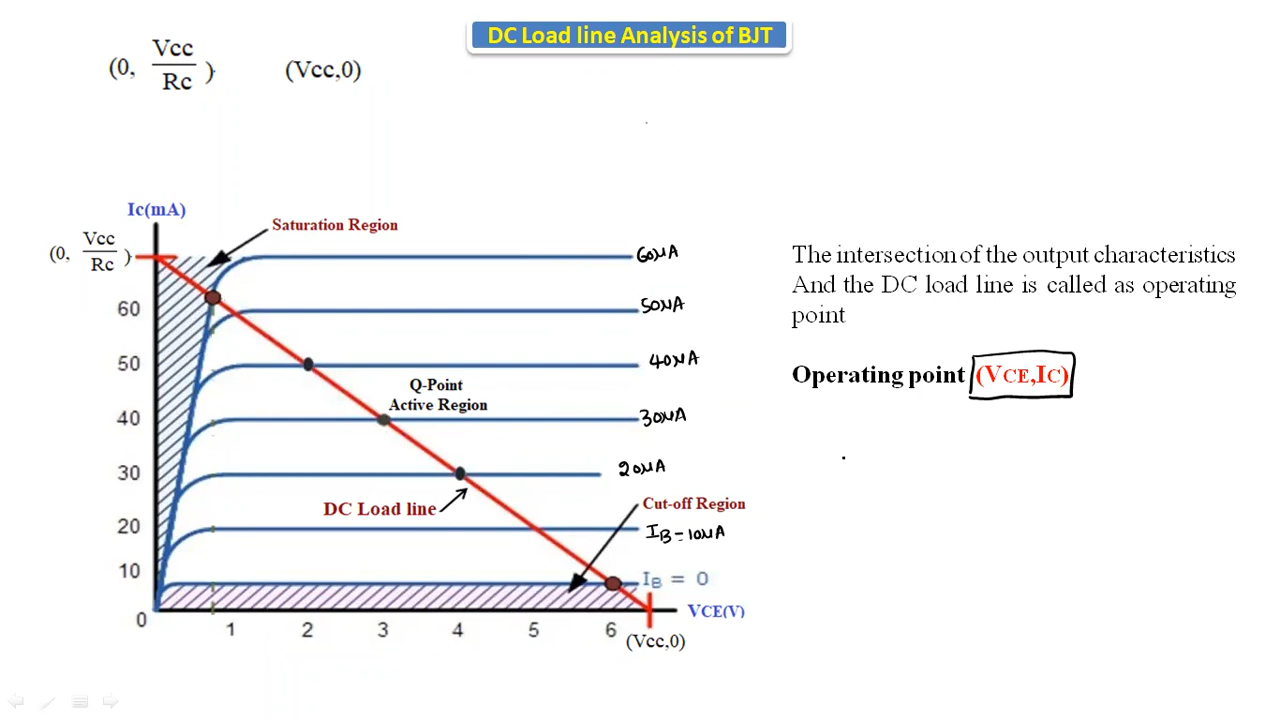 DC Load line Analysis of BJT
(0, Vcc/Rc) (Vcc,0)
Ic(mA)
Saturation Region
(0, Vcc/Rc)
60
50
40
30
20
10
0
1 2 3 4 5 6
(Vcc,0)
VCE(V)
60µA
50µA
40µA
30µA
20µA
IB=10µA
IB = 0
Q-Point
Active Region
DC Load line
Cut-off Region
The intersection of the output characteristics
And the DC load line is called as operating
point
Operating point (VCE,IC)